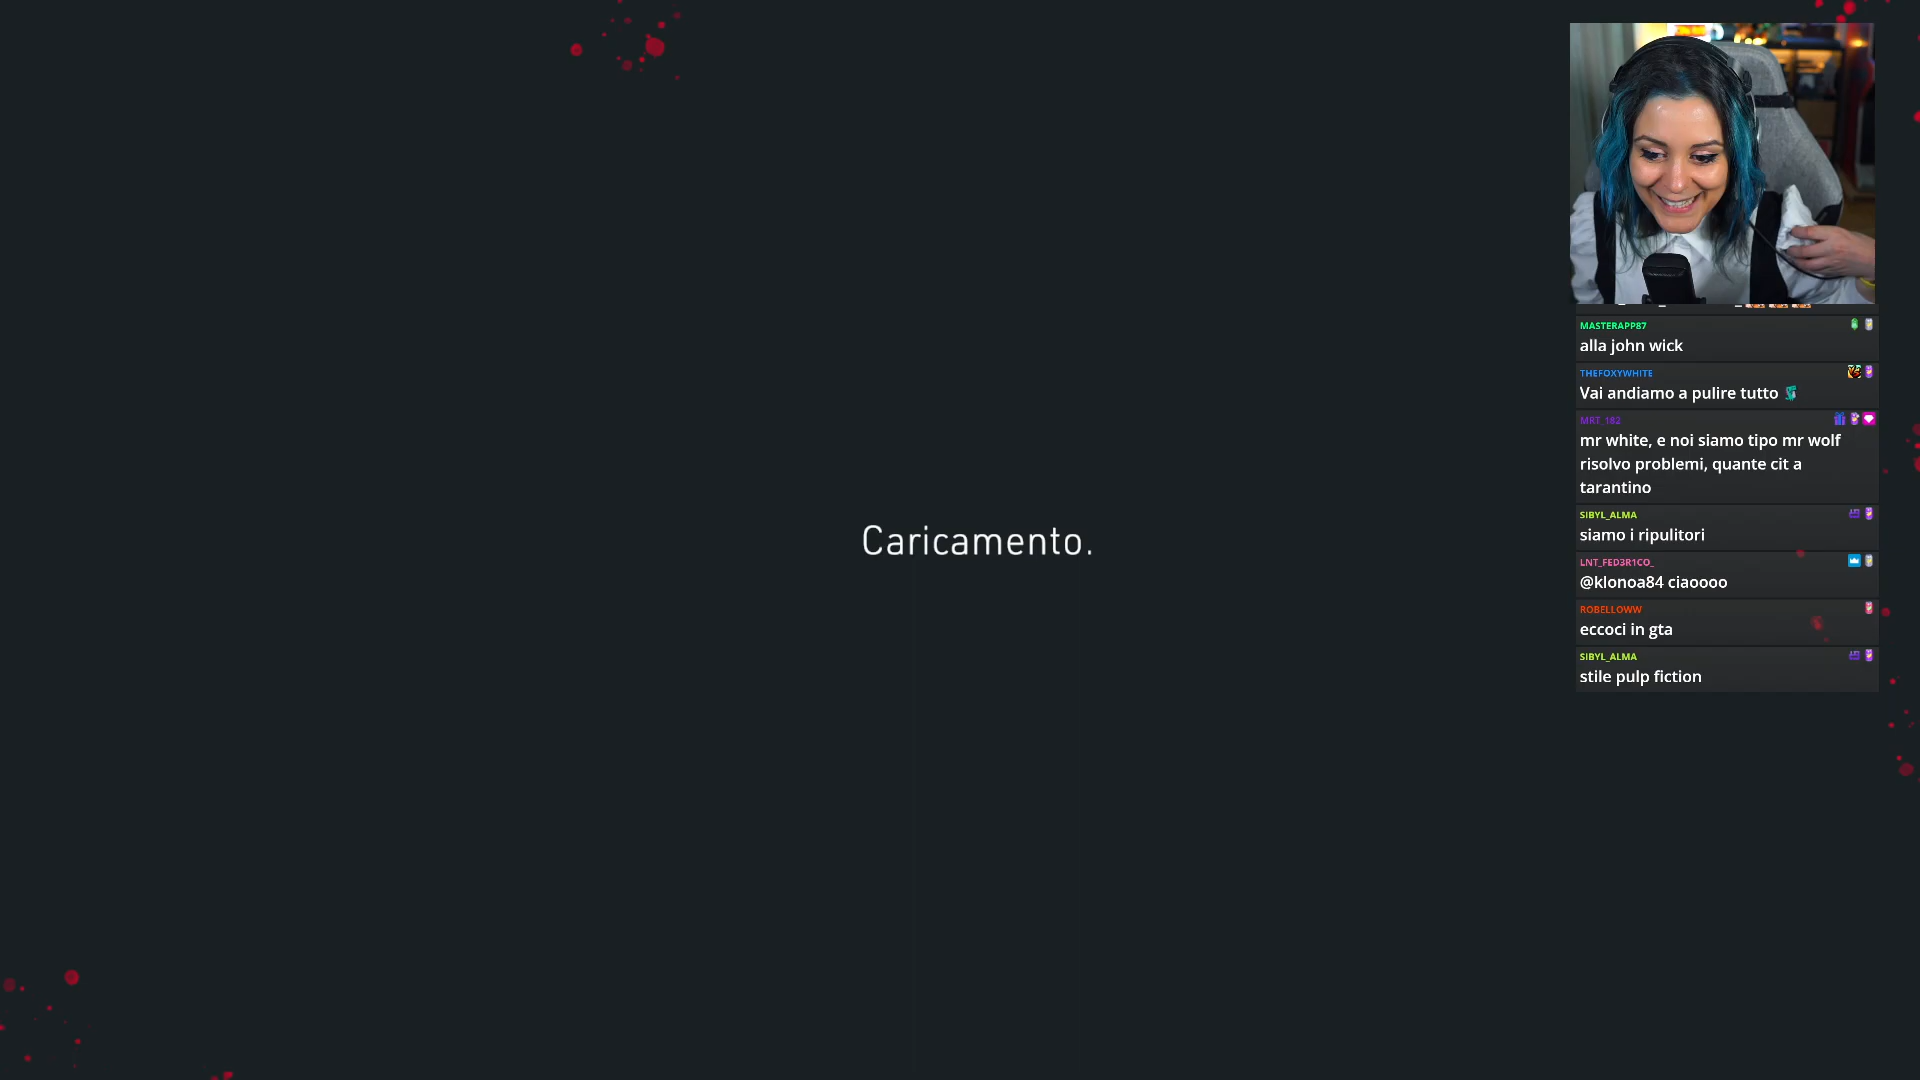 Caricamento.
MASTERAPP87
alla john wick
THEFOXYWHITE
Vai andiamo a pulire tutto
MRT_182
mr white, e noi siamo tipo mr wolf
risolvo problemi, quante cit a
tarantino
SIBYL_ALMA
siamo i ripulitori
LNT_FED3R1CO_
@klonoa84 ciaoooo
ROBELLOWW
eccoci in gta
SIBYL_ALMA
stile pulp fiction